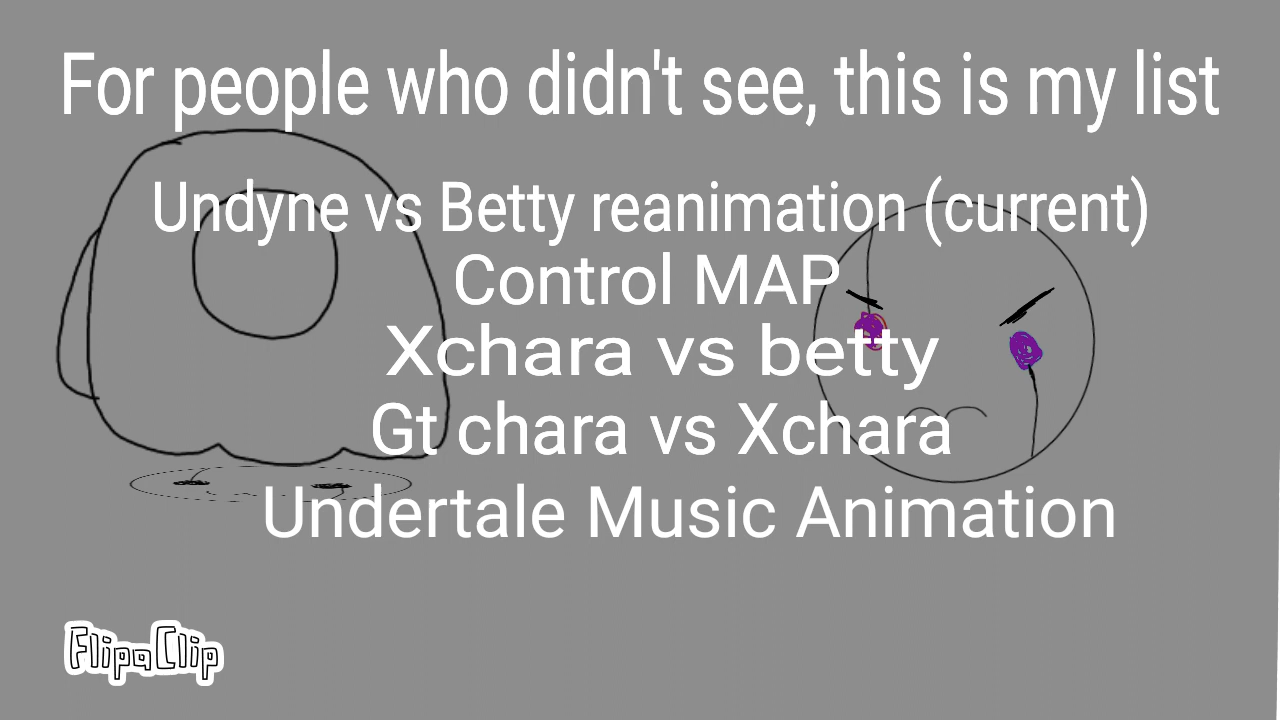 For people who didn't see, this is my list
Undyne vs Betty reanimation (current)
Control MAP
Xchara vs betty
Gt chara vs Xchara
Undertale Music Animation
FlipaClip